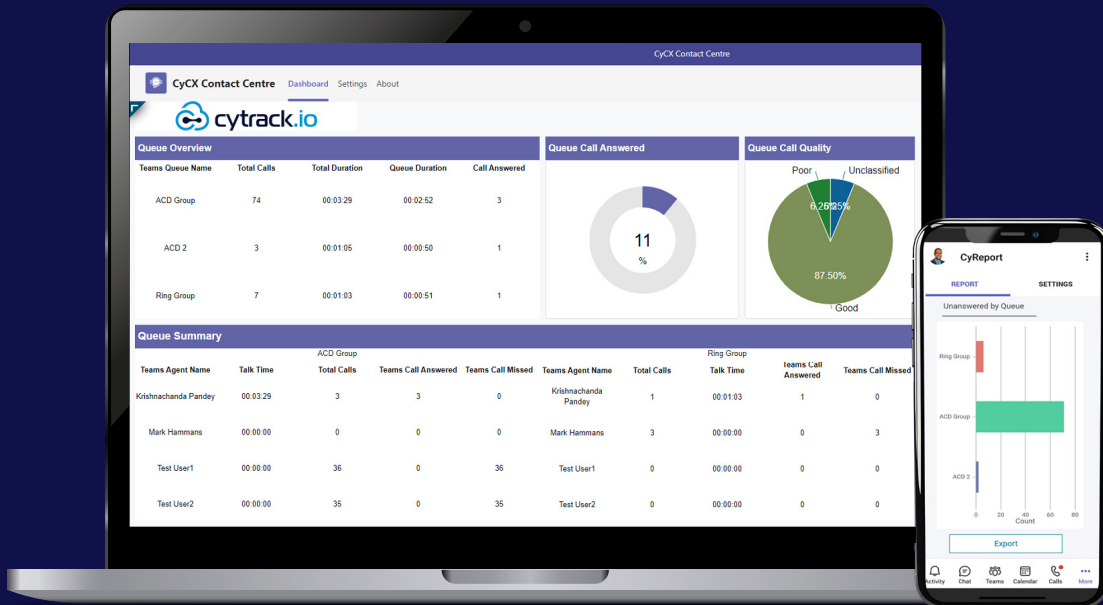 CyCX Contact Centre
CyCX Contact Centre Dashboard Settings About
cytrack.io
Queue Overview
Teams Queue Name Total Calls Total Duration Queue Duration Call Answered
ACD Group 74 00:03:29 00:02:52 3
ACD 2 3 00:01:05 00:00:50 1
Ring Group 7 00:01:03 00:00:51 1
Queue Call Answered
11
%
Queue Call Quality
Poor Unclassified
87.50%
Good
Queue Summary
ACD Group
Teams Agent Name Talk Time Total Calls Teams Call Answered Teams Call Missed
Krishnachanda Pandey 00:03:29 3 3 0
Mark Hammans 00:00:00 0 0 0
Test User1 00:00:00 36 0 36
Test User2 00:00:00 35 0 35
Ring Group
Teams Agent Name Total Calls Talk Time Teams Call Answered Teams Call Missed
Krishnachanda
Pandey 1 00:01:03 1 0
Mark Hammans 3 00:00:00 0 3
Test User1 0 00:00:00 0 0
Test User2 0 00:00:00 0 0
CyReport
REPORT SETTINGS
Unanswered by Queue
Ring Group
ACD Group
ACD 2
0 20 40 60 80
Count
Export
Activity Chat Teams Calendar Calls More